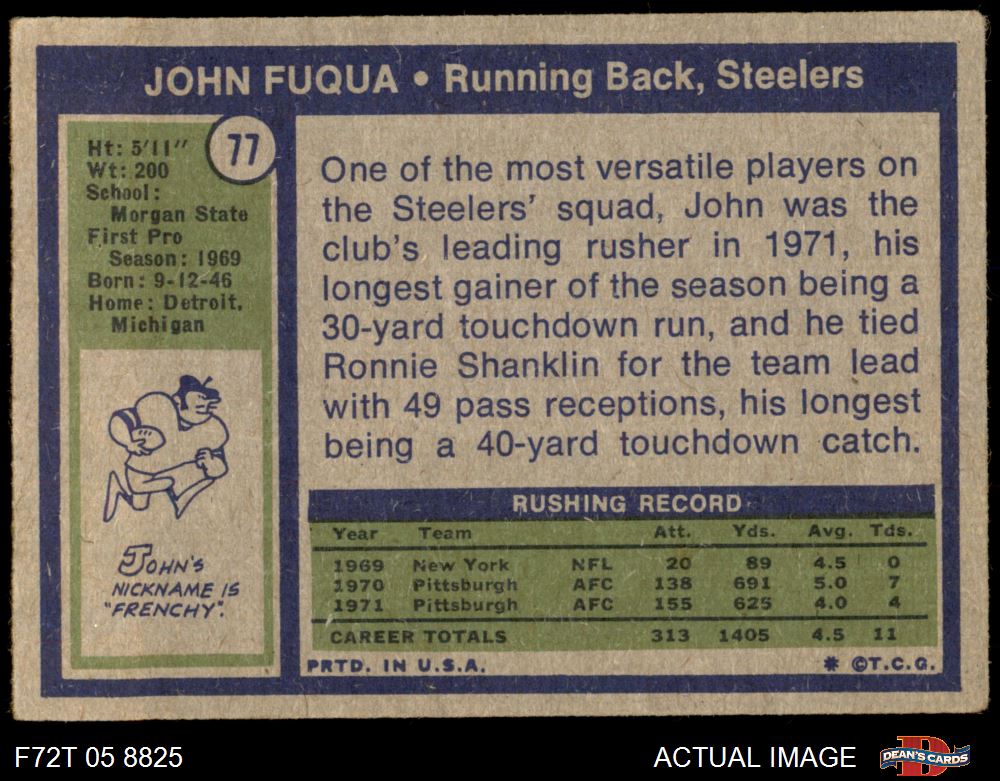 JOHN FUQUA • Running Back, Steelers
77
Ht: 5'11"
Wt: 200
School:
Morgan State
First Pro
Season: 1969
Born: 9-12-46
Home: Detroit,
Michigan
JOHN'S
NICKNAME IS
"FRENCHY".
One of the most versatile players on
the Steelers' squad, John was the
club's leading rusher in 1971, his
longest gainer of the season being a
30-yard touchdown run, and he tied
Ronnie Shanklin for the team lead
with 49 pass receptions, his longest
being a 40-yard touchdown catch.
RUSHING RECORD
Year Team Att. Yds. Avg. Tds.
1969 New York NFL 20 89 4.5 0
1970 Pittsburgh AFC 138 691 5.0 7
1971 Pittsburgh AFC 155 625 4.0 4
CAREER TOTALS 313 1405 4.5 11
PRTD. IN U.S.A. * ©T.C.G.
F72T 05 8825 ACTUAL IMAGE DEAN'S CARDS